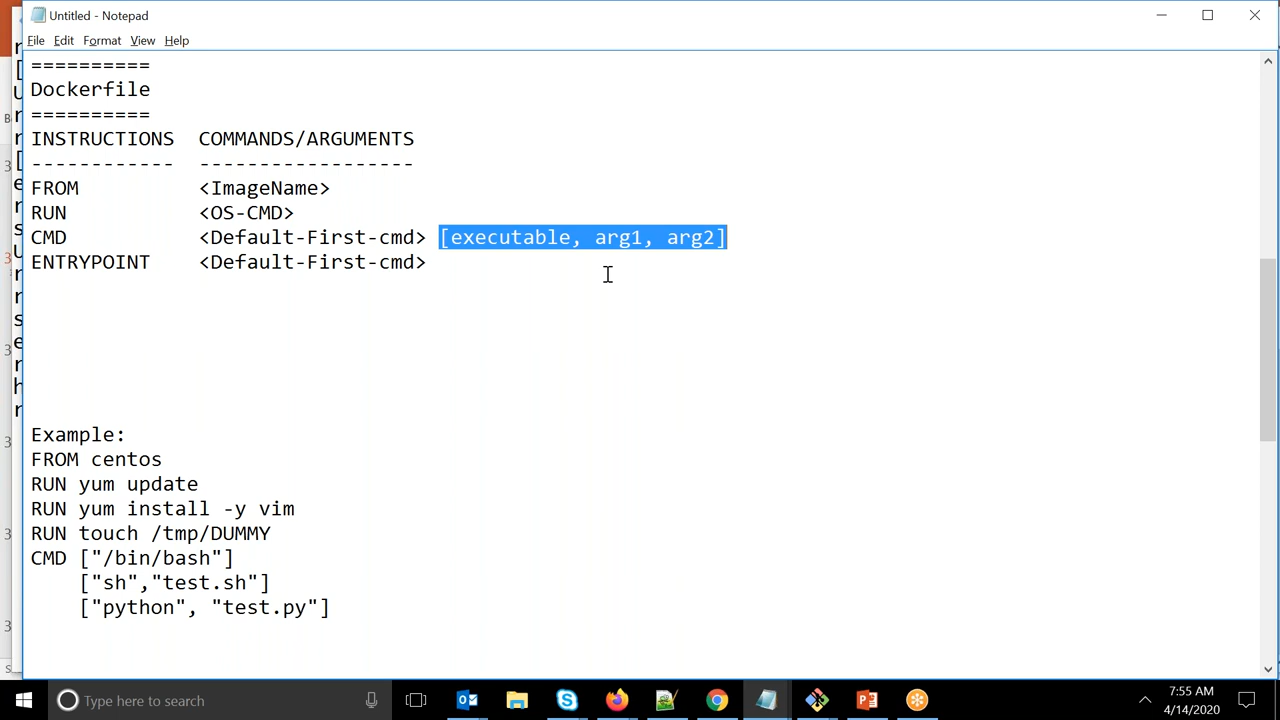 Untitled - Notepad
File Edit Format View Help
==========
Dockerfile
==========
INSTRUCTIONS COMMANDS/ARGUMENTS
------------ ------------------
FROM <ImageName>
RUN <OS-CMD>
CMD <Default-First-cmd> [executable, arg1, arg2]
ENTRYPOINT <Default-First-cmd>
Example:
FROM centos
RUN yum update
RUN yum install -y vim
RUN touch /tmp/DUMMY
CMD ["/bin/bash"]
["sh","test.sh"]
["python", "test.py"]
Type here to search
7:55 AM
4/14/2020